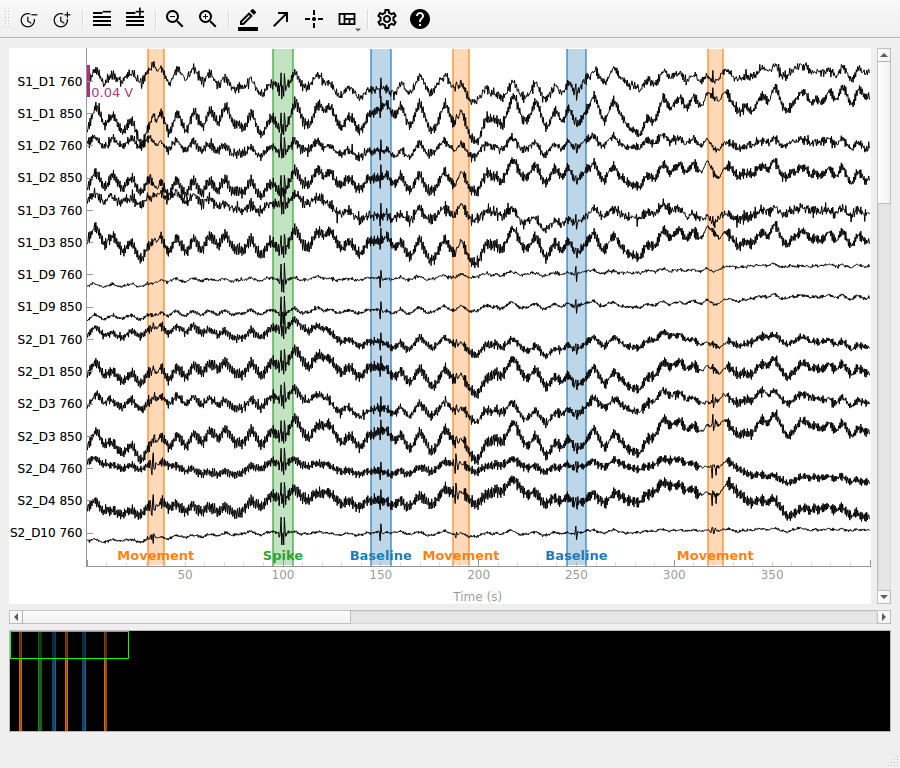 S1_D1 760
0.04 V
S1_D1 850
S1_D2 760
S1_D2 850
S1_D3 760
S1_D3 850
S1_D9 760
S1_D9 850
S2_D1 760
S2_D1 850
S2_D3 760
S2_D3 850
S2_D4 760
S2_D4 850
S2_D10 760
Movement Spike Baseline Movement Baseline Movement
50 100 150 200 250 300 350
Time (s)